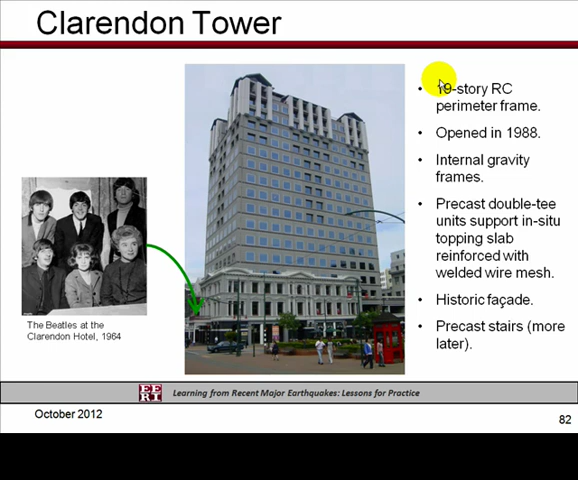 Clarendon Tower
19-story RC
perimeter frame.
Opened in 1988.
Internal gravity
frames.
Precast double-tee
units support in-situ
topping slab
reinforced with
welded wire mesh.
Historic façade.
Precast stairs (more
later).
The Beatles at the
Clarendon Hotel, 1964
EE
RI
Learning from Recent Major Earthquakes: Lessons for Practice
October 2012
82